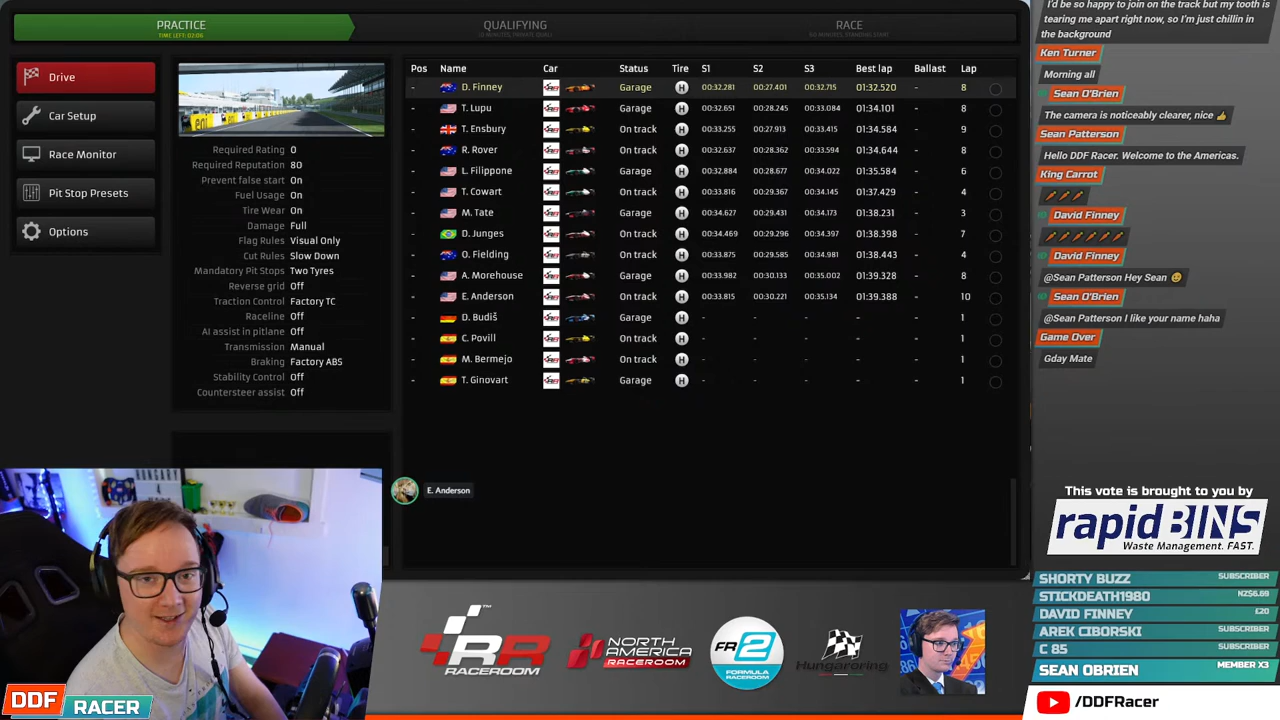 PRACTICE
TIME LEFT: 02:06
QUALIFYING
RACE
Drive
Car Setup
Race Monitor
Pit Stop Presets
Options
eni
Required Rating 0
Required Reputation 80
Prevent false start On
Fuel Usage On
Tire Wear On
Damage Full
Flag Rules Visual Only
Cut Rules Slow Down
Mandatory Pit Stops Two Tyres
Reverse grid Off
Traction Control Factory TC
Raceline Off
AI assist in pitlane Off
Transmission Manual
Braking Factory ABS
Stability Control Off
Countersteer assist Off
Pos Name Car Status Tire S1 S2 S3 Best lap Ballast Lap
- D. Finney Garage H 00:32.281 00:27.401 00:32.715 01:32.520 - 8
- T. Lupu Garage H 00:32.651 00:28.245 00:33.084 01:34.101 - 8
- T. Ensbury On track H 00:33.255 00:27.913 00:33.415 01:34.584 - 9
- R. Rover On track H 00:32.637 00:28.362 00:33.594 01:34.644 - 8
- L. Filippone Garage H 00:32.884 00:28.677 00:34.022 01:35.584 - 6
- T. Cowart On track H 00:33.816 00:29.367 00:34.145 01:37.429 - 4
- M. Tate Garage H 00:34.627 00:29.431 00:34.173 01:38.231 - 3
- D. Junges On track H 00:34.469 00:29.296 00:34.397 01:38.398 - 7
- O. Fielding On track H 00:33.875 00:29.585 00:34.981 01:38.443 - 4
- A. Morehouse Garage H 00:33.982 00:30.133 00:35.002 01:39.328 - 8
- E. Anderson On track H 00:33.815 00:30.221 00:35.134 01:39.388 - 10
- D. Budiš Garage H - - - - - 1
- C. Povill On track H - - - - - 1
- M. Bermejo On track H - - - - - 1
- T. Ginovart Garage H - - - - - 1
E. Anderson
I'd be so happy to join on the track but my tooth is
tearing me apart right now, so I'm just chillin in
the background
Ken Turner
Morning all
Sean O'Brien
The camera is noticeably clearer, nice 👍
Sean Patterson
Hello DDF Racer. Welcome to the Americas.
King Carrot
🥕🥕🥕
David Finney
🥕🥕🥕🥕🥕🥕
David Finney
@Sean Patterson Hey Sean 😉
Sean O'Brien
@Sean Patterson I like your name haha
Game Over
Gday Mate
This vote is brought to you by
rapidBINS
Waste Management. FAST.
SHORTY BUZZ SUBSCRIBER
STICKDEATH1980 NZ$6.69
DAVID FINNEY £20
AREK CIBORSKI SUBSCRIBER
C 85 SUBSCRIBER
SEAN OBRIEN MEMBER X3
/DDFRacer
DDF RACER
RR™
RACEROOM
NORTH
AMERICA
RACEROOM
FR2
FORMULA
RACEROOM
Hungaroring